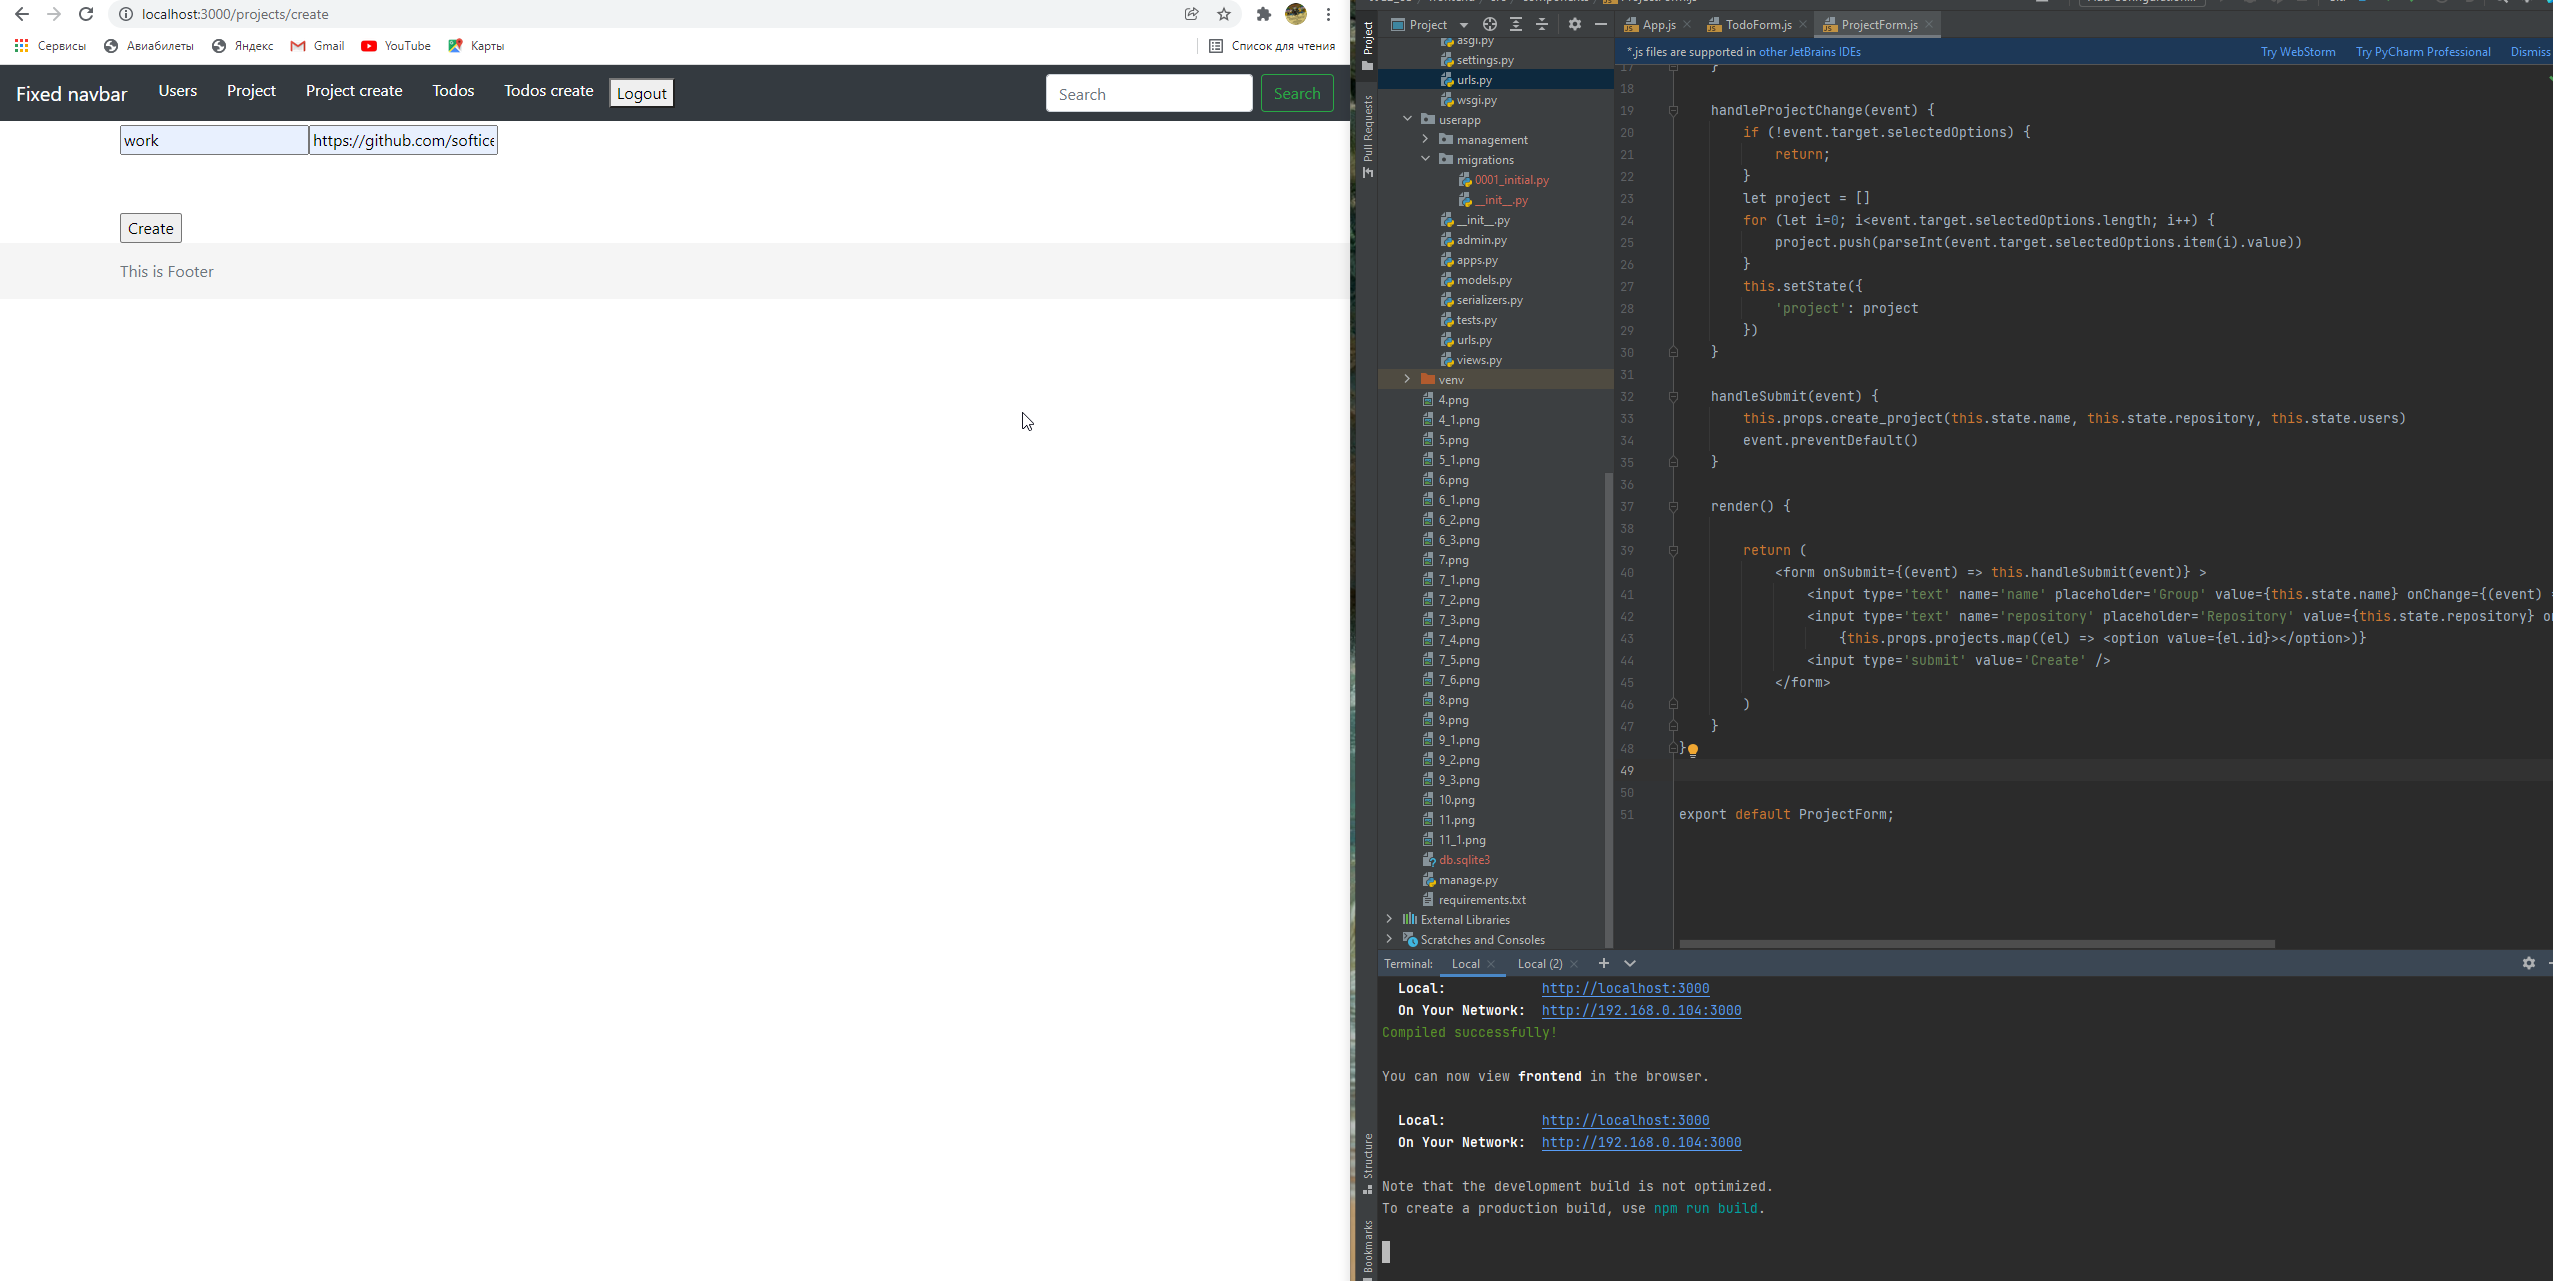 localhost:3000/projects/create
Сервисы Авиабилеты Яндекс Gmail YouTube Карты Список для чтения
Fixed navbar Users Project Project create Todos Todos create Logout Search Search
work https://github.com/softice
Create
This is Footer
Project
Pull Requests
Structure
Bookmarks
Project
asgi.py
settings.py
urls.py
wsgi.py
userapp
management
migrations
0001_initial.py
__init__.py
__init__.py
admin.py
apps.py
models.py
serializers.py
tests.py
urls.py
views.py
venv
4.png
4_1.png
5.png
5_1.png
6.png
6_1.png
6_2.png
6_3.png
7.png
7_1.png
7_2.png
7_3.png
7_4.png
7_5.png
7_6.png
8.png
9.png
9_1.png
9_2.png
9_3.png
10.png
11.png
11_1.png
db.sqlite3
manage.py
requirements.txt
External Libraries
Scratches and Consoles
App.js TodoForm.js ProjectForm.js
*.js files are supported in other JetBrains IDEs Try WebStorm Try PyCharm Professional Dismiss
17 }
18
19 handleProjectChange(event) {
20 if (!event.target.selectedOptions) {
21 return;
22 }
23 let project = []
24 for (let i=0; i<event.target.selectedOptions.length; i++) {
25 project.push(parseInt(event.target.selectedOptions.item(i).value))
26 }
27 this.setState({
28 'project': project
29 })
30 }
31
32 handleSubmit(event) {
33 this.props.create_project(this.state.name, this.state.repository, this.state.users)
34 event.preventDefault()
35 }
36
37 render() {
38
39 return (
40 <form onSubmit={(event) => this.handleSubmit(event)} >
41 <input type='text' name='name' placeholder='Group' value={this.state.name} onChange={(event)
42 <input type='text' name='repository' placeholder='Repository' value={this.state.repository} on
43 {this.props.projects.map((el) => <option value={el.id}></option>)}
44 <input type='submit' value='Create' />
45 </form>
46 )
47 }
48 }
49
50
51 export default ProjectForm;
Terminal: Local Local (2)
Local: http://localhost:3000
On Your Network: http://192.168.0.104:3000
Compiled successfully!
You can now view frontend in the browser.
Local: http://localhost:3000
On Your Network: http://192.168.0.104:3000
Note that the development build is not optimized.
To create a production build, use npm run build.